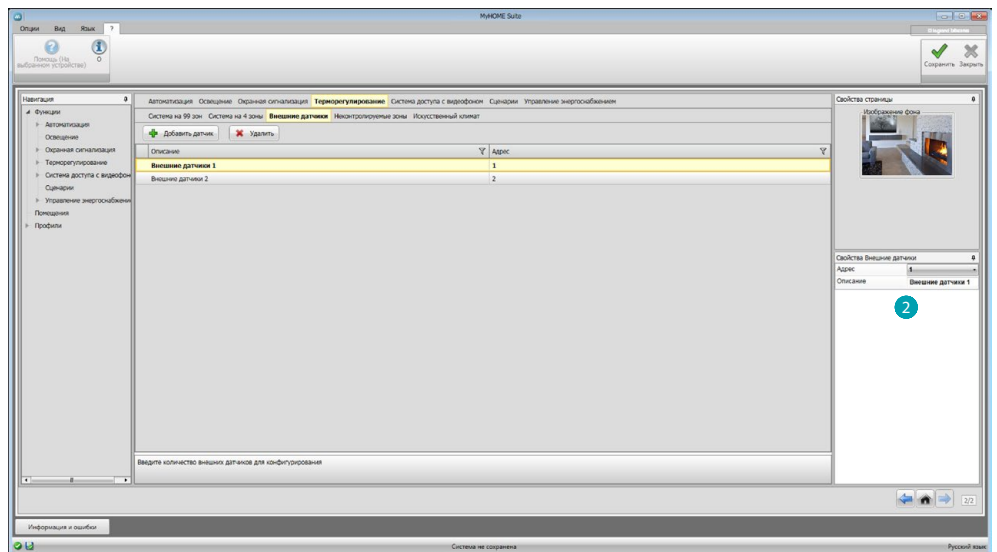 MyHOME Suite
Опции Вид Язык ?
Помощь (На выбранном устройстве)
О
Сохранить Закрыть
Навигация
Функции
Автоматизация
Освещение
Охранная сигнализация
Терморегулирование
Система доступа с видеофон
Сценарии
Управление энергоснабжени
Помещения
Профили
Автоматизация Освещение Охранная сигнализация Терморегулирование Система доступа с видеофоном Сценарии Управление энергоснабжением
Система на 99 зон Система на 4 зоны Внешние датчики Неконтролируемые зоны Искусственный климат
Добавить датчик Удалить
Описание Адрес
Внешние датчики 1 1
Внешние датчики 2 2
Введите количество внешних датчиков для конфигурирования
Свойства страницы
Изображение фона
Свойства Внешние датчики
Адрес 1
Описание Внешние датчики 1
2
2/2
Информация и ошибки
Система не сохранена
Русский язык